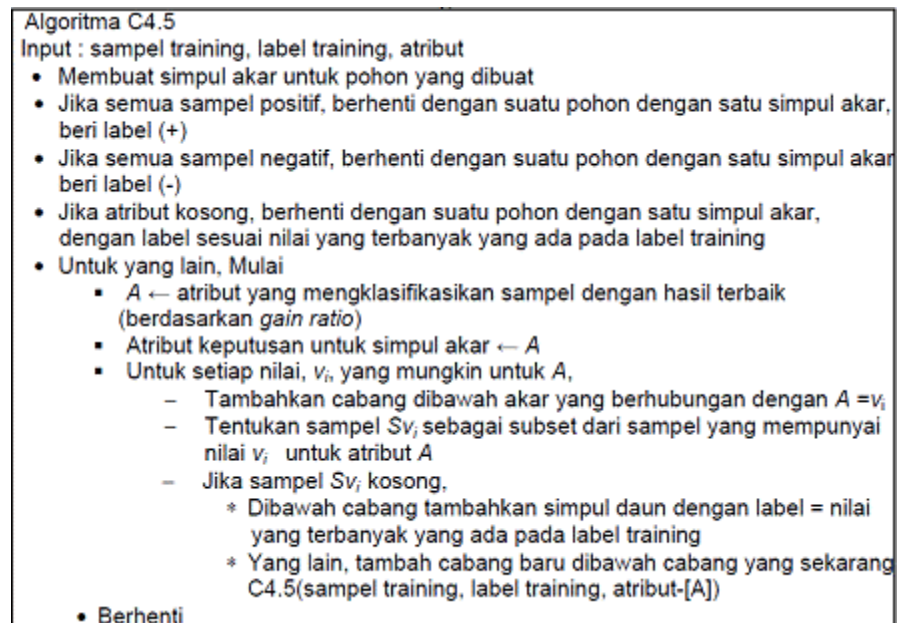 Algoritma C4.5
Input : sampel training, label training, atribut
• Membuat simpul akar untuk pohon yang dibuat
• Jika semua sampel positif, berhenti dengan suatu pohon dengan satu simpul akar,
beri label (+)
• Jika semua sampel negatif, berhenti dengan suatu pohon dengan satu simpul akar
beri label (-)
• Jika atribut kosong, berhenti dengan suatu pohon dengan satu simpul akar,
dengan label sesuai nilai yang terbanyak yang ada pada label training
• Untuk yang lain, Mulai
▪ A ← atribut yang mengklasifikasikan sampel dengan hasil terbaik
(berdasarkan gain ratio)
▪ Atribut keputusan untuk simpul akar ← A
▪ Untuk setiap nilai, vᵢ, yang mungkin untuk A,
– Tambahkan cabang dibawah akar yang berhubungan dengan A =vᵢ
– Tentukan sampel Svᵢ sebagai subset dari sampel yang mempunyai
nilai vᵢ untuk atribut A
– Jika sampel Svᵢ kosong,
* Dibawah cabang tambahkan simpul daun dengan label = nilai
yang terbanyak yang ada pada label training
* Yang lain, tambah cabang baru dibawah cabang yang sekarang
C4.5(sampel training, label training, atribut-[A])
• Berhenti